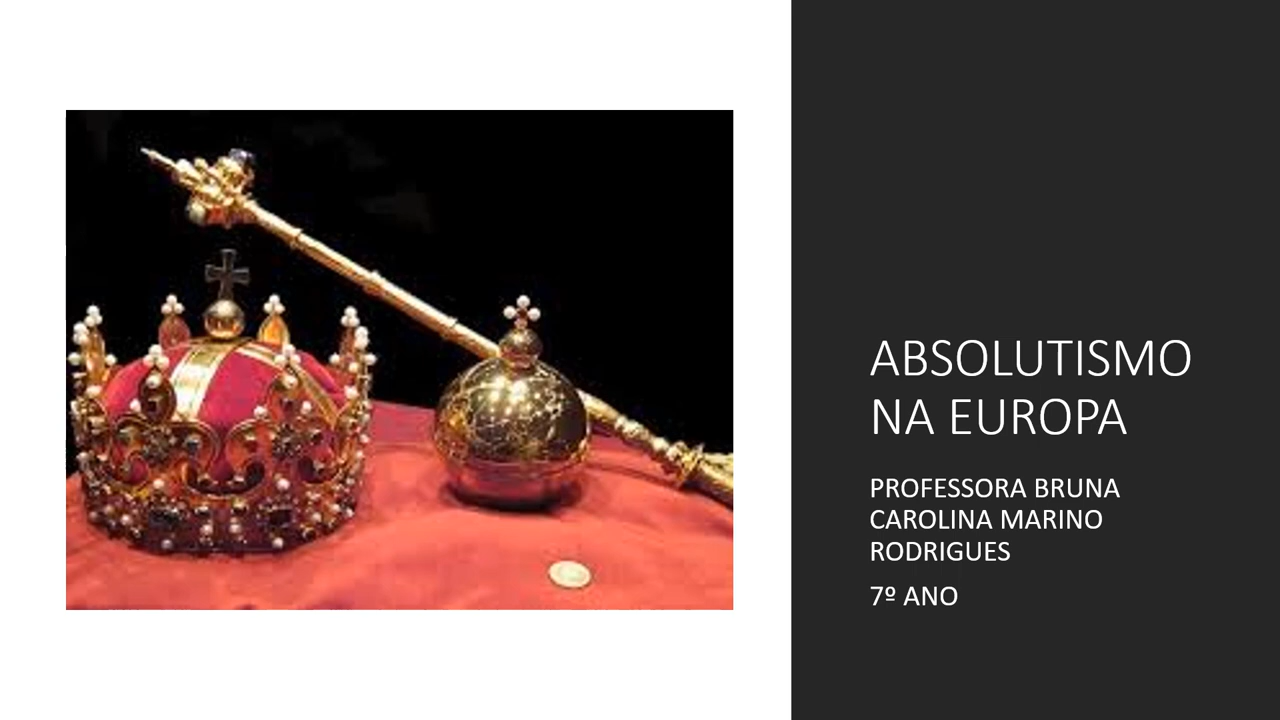 ABSOLUTISMO
NA EUROPA
PROFESSORA BRUNA
CAROLINA MARINO
RODRIGUES
7º ANO